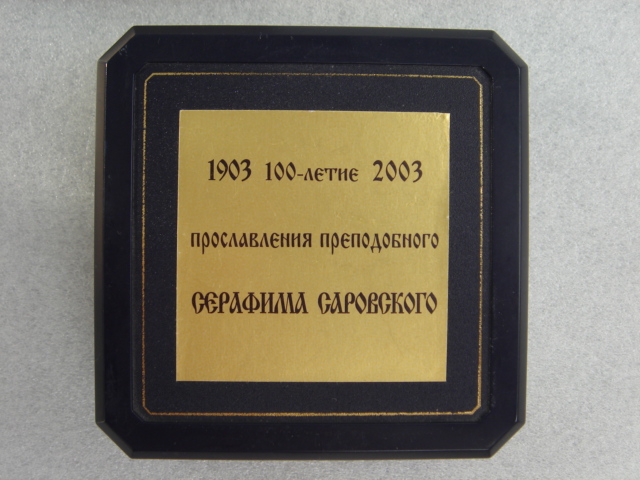 1903 100-летие 2003
прославления преподобного
СЕРАФИМА САРОВСКОГО